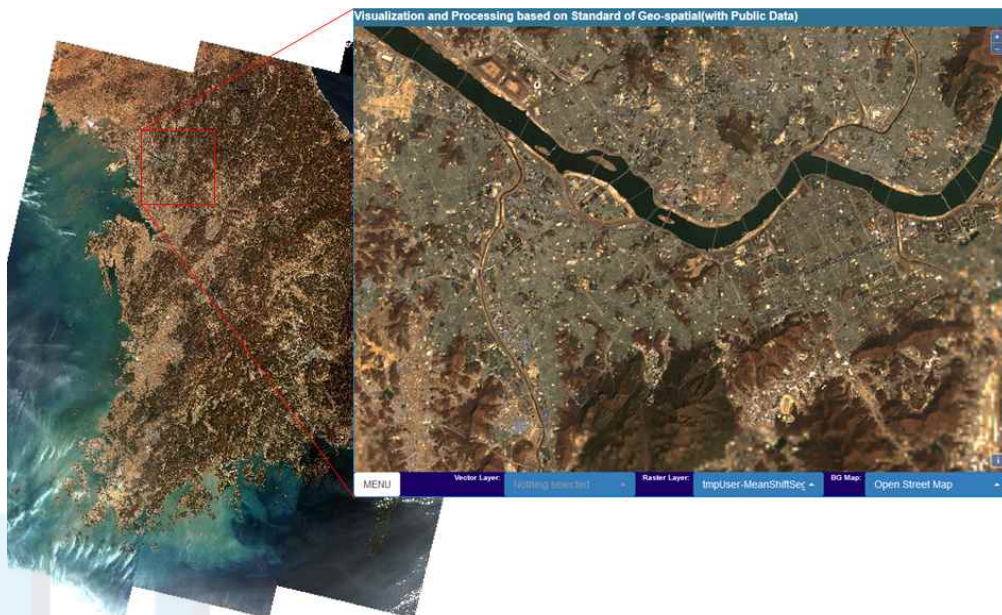 Visualization and Processing based on Standard of Geo-spatial(with Public Data)
+
−
i
MENU
Vector Layer:
Nothing selected
Raster Layer:
tmpUser-MeanShiftSeg
BG Map:
Open Street Map